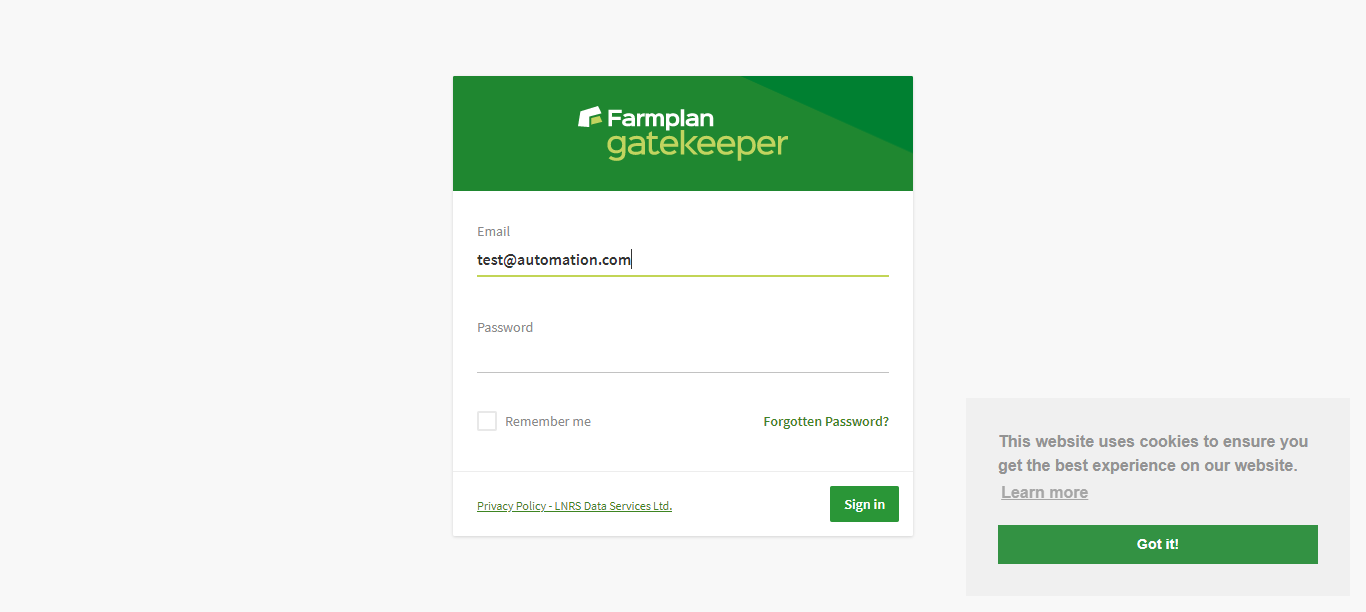 Farmplan
gatekeeper
Email
test@automation.com
Password
Remember me
Forgotten Password?
Privacy Policy - LNRS Data Services Ltd.
Sign in
This website uses cookies to ensure you
get the best experience on our website.
Learn more
Got it!